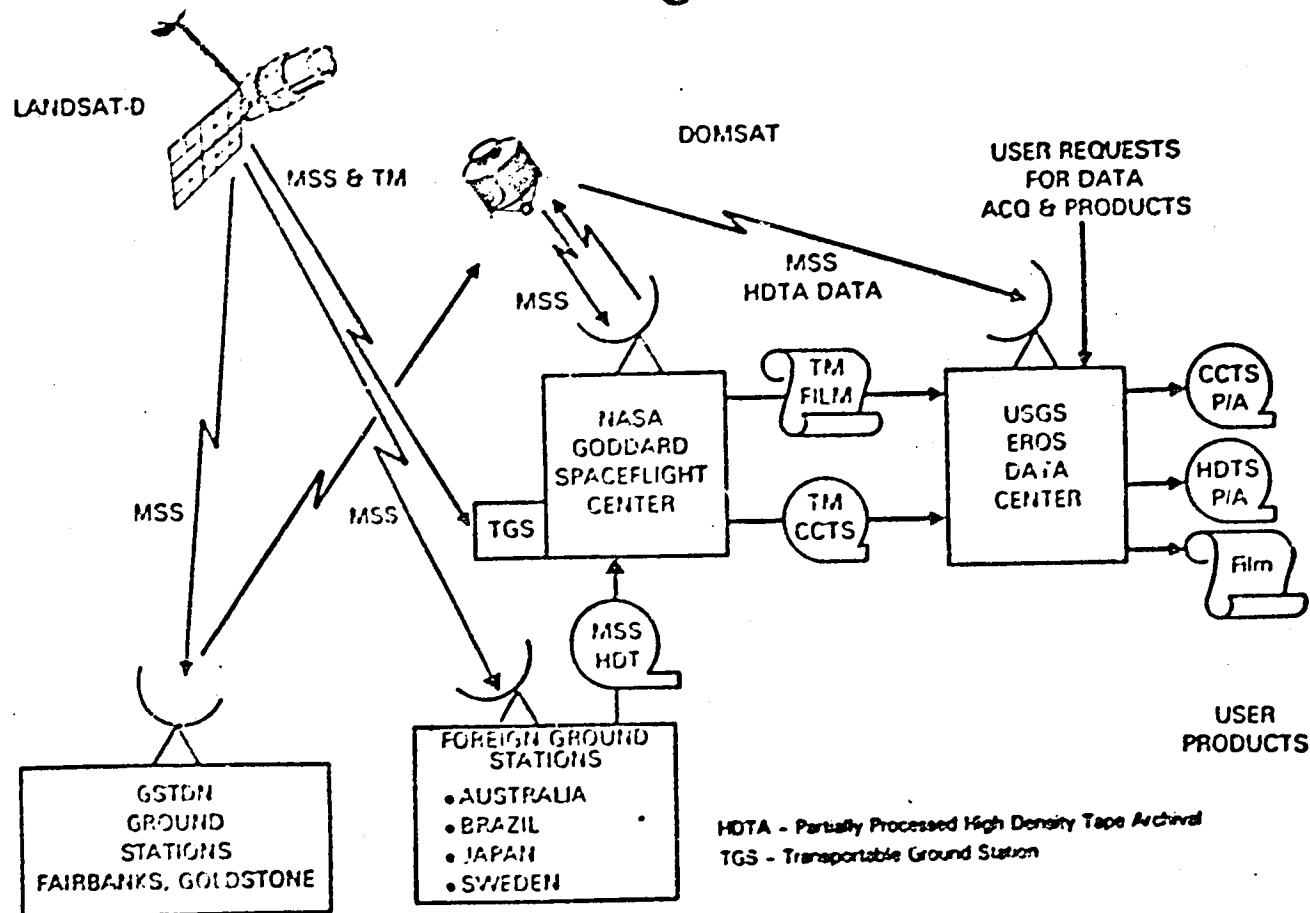 LANDSAT-D
MSS & TM
DOMSAT
USER REQUESTS
FOR DATA
ACQ & PRODUCTS
MSS
MSS
HDTA DATA
TM
FILM
CCTS
P/A
NASA
GODDARD
SPACEFLIGHT
CENTER
USGS
EROS
DATA
CENTER
HDTS
P/A
MSS
MSS
TGS
TM
CCTS
Film
MSS
HDT
USER
PRODUCTS
GSTDN
GROUND
STATIONS
FAIRBANKS, GOLDSTONE
FOREIGN GROUND
STATIONS
• AUSTRALIA
• BRAZIL
• JAPAN
• SWEDEN
HDTA - Partially Processed High Density Tape Archival
TGS - Transportable Ground Station